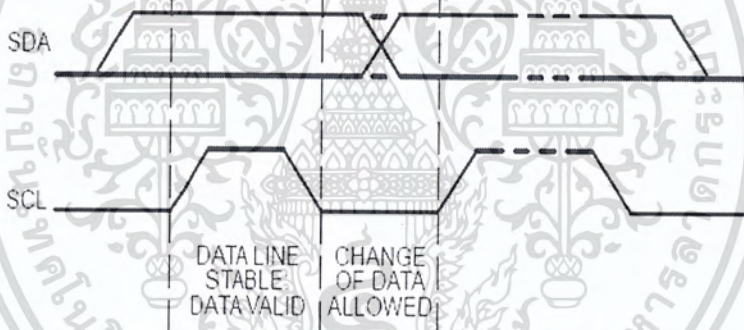 SDA
SCL
DATA LINE
STABLE
DATA VALID
CHANGE
OF DATA
ALLOWED